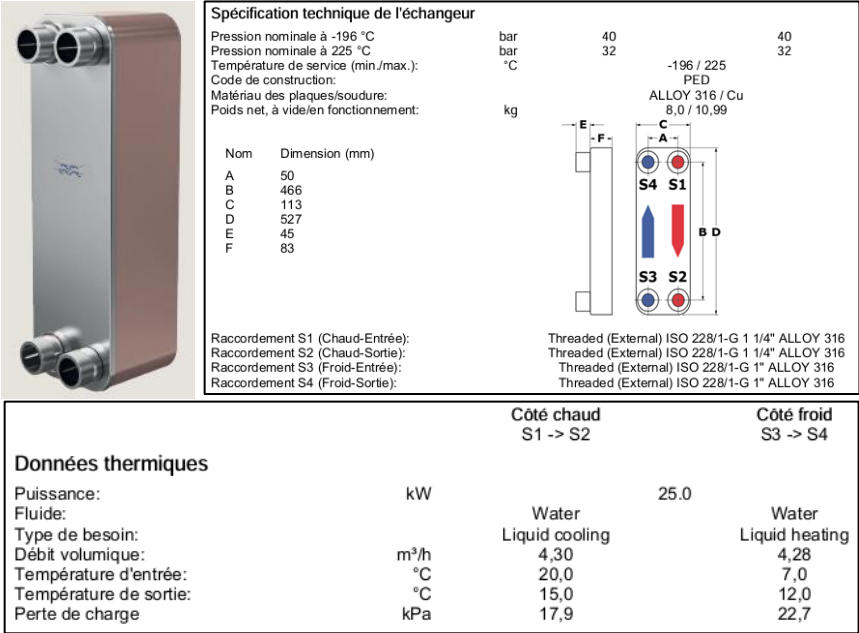 Spécification technique de l'échangeur
Pression nominale à -196 °C bar 40 40
Pression nominale à 225 °C bar 32 32
Température de service (min./max.): °C -196 / 225
Code de construction: PED
Matériau des plaques/soudure: ALLOY 316 / Cu
Poids net, à vide/en fonctionnement: kg 8,0 / 10,99
Nom Dimension (mm)
A 50
B 466
C 113
D 527
E 45
F 83
E C
F A
S4 S1
B D
S3 S2
Raccordement S1 (Chaud-Entrée): Threaded (External) ISO 228/1-G 1 1/4" ALLOY 316
Raccordement S2 (Chaud-Sortie): Threaded (External) ISO 228/1-G 1 1/4" ALLOY 316
Raccordement S3 (Froid-Entrée): Threaded (External) ISO 228/1-G 1" ALLOY 316
Raccordement S4 (Froid-Sortie): Threaded (External) ISO 228/1-G 1" ALLOY 316
Côté chaud Côté froid
S1 -> S2 S3 -> S4
Données thermiques
Puissance: kW 25.0
Fluide: Water Water
Type de besoin: Liquid cooling Liquid heating
Débit volumique: m³/h 4,30 4,28
Température d'entrée: °C 20,0 7,0
Température de sortie: °C 15,0 12,0
Perte de charge kPa 17,9 22,7